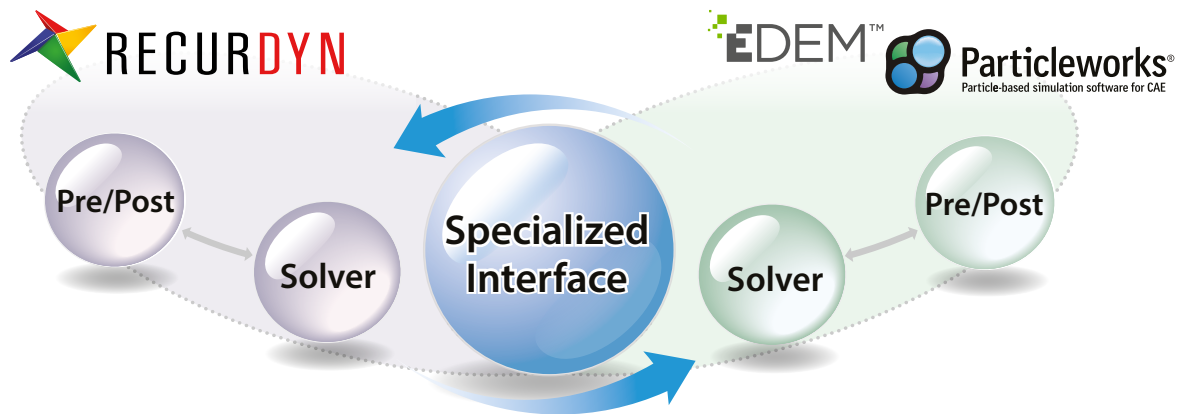 RECURDYN
EDEM™
Particleworks®
Particle-based simulation software for CAE
Pre/Post
Solver
Specialized
Interface
Solver
Pre/Post